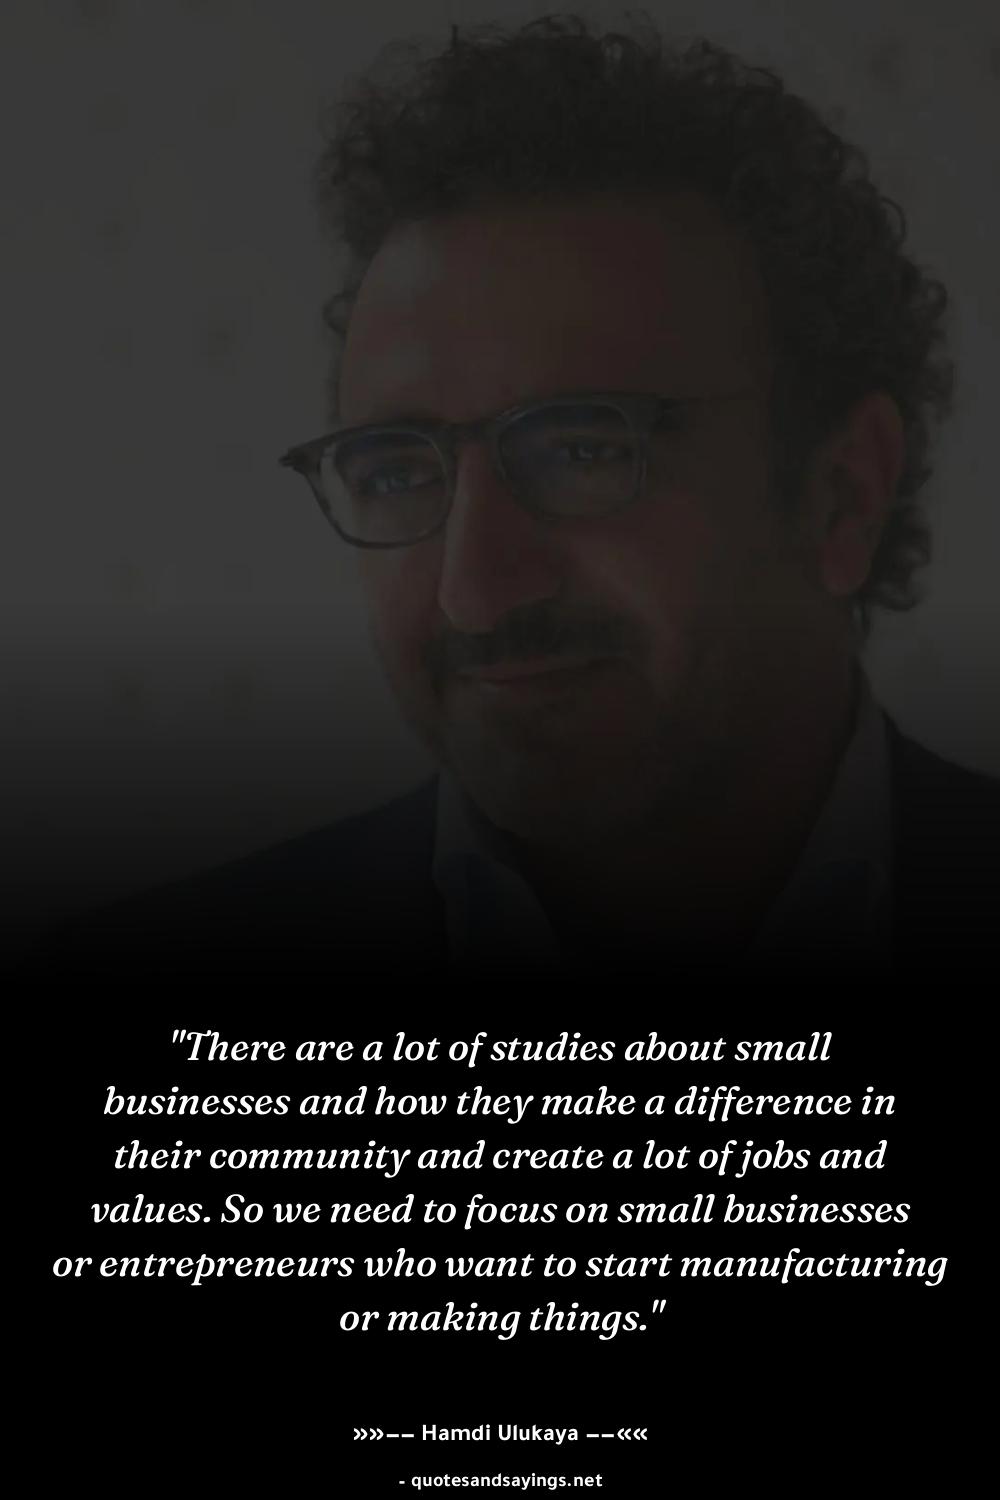 "There are a lot of studies about small
businesses and how they make a difference in
their community and create a lot of jobs and
values. So we need to focus on small businesses
or entrepreneurs who want to start manufacturing
or making things."
»»−− Hamdi Ulukaya −−««
- quotesandsayings.net